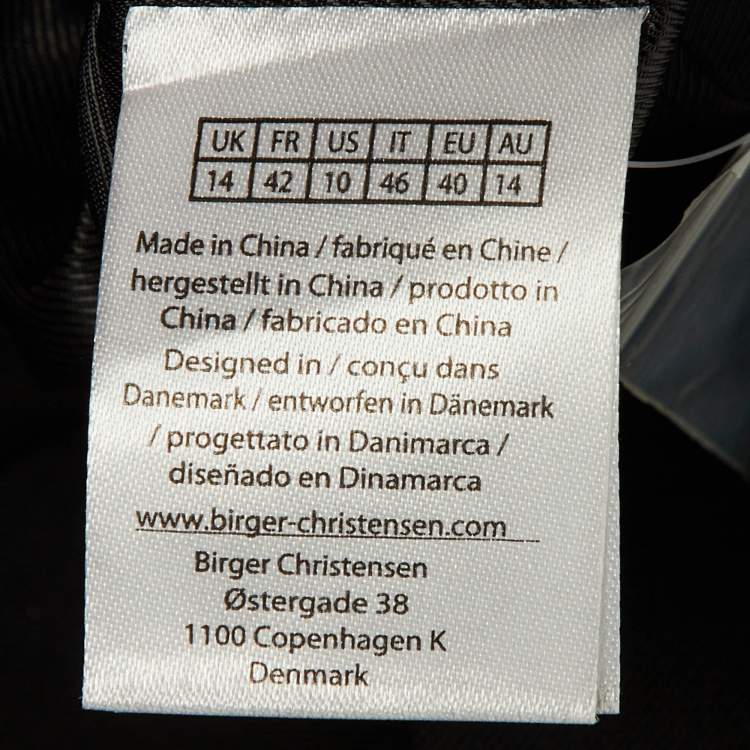 UK FR US IT EU AU
14 42 10 46 40 14
Made in China / fabriqué en Chine /
hergestellt in China / prodotto in
China / fabricado en China
Designed in / conçu dans
Danemark / entworfen in Dänemark
/ progettato in Danimarca /
diseñado en Dinamarca
www.birger-christensen.com
Birger Christensen
Østergade 38
1100 Copenhagen K
Denmark